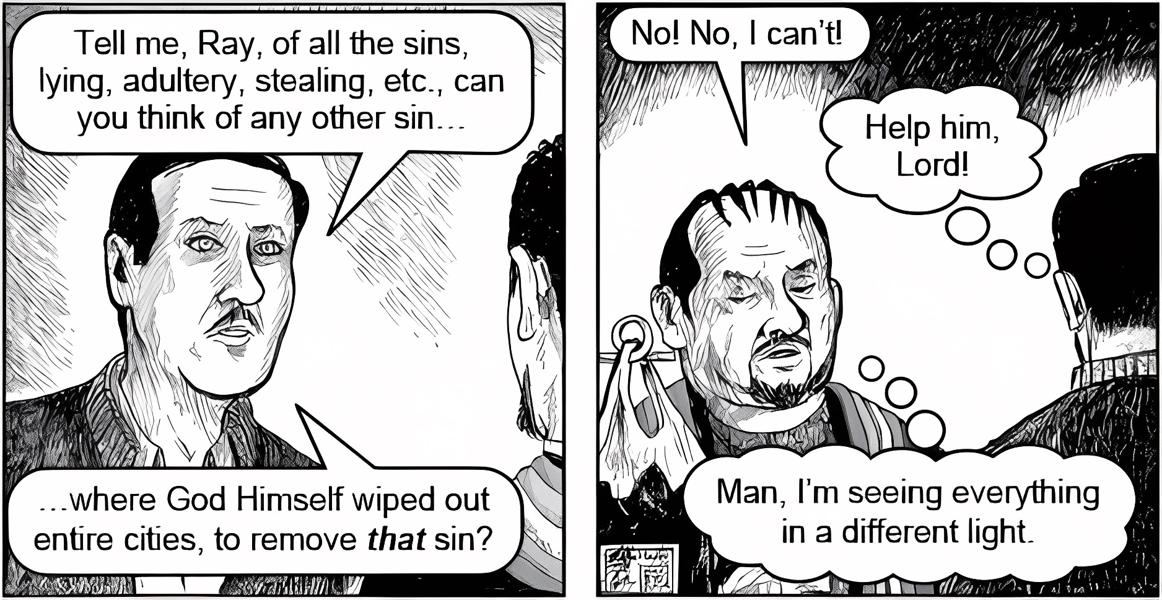 Tell me, Ray, of all the sins,
lying, adultery, stealing, etc., can
you think of any other sin...
...where God Himself wiped out
entire cities, to remove that sin?
No! No, I can't!
Help him,
Lord!
Man, I'm seeing everything
in a different light.